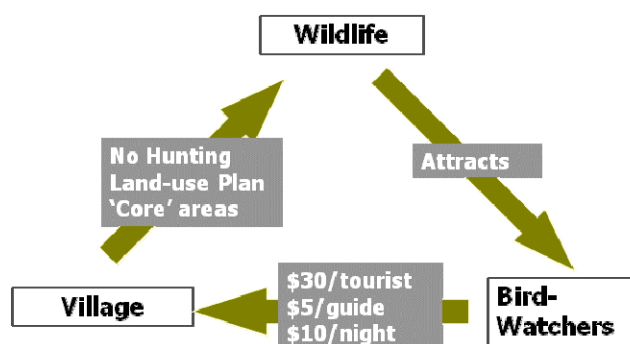 Wildlife
No Hunting
Land-use Plan
‘Core’ areas
Attracts
$30/tourist
$5/guide
$10/night
Village
Bird-
Watchers